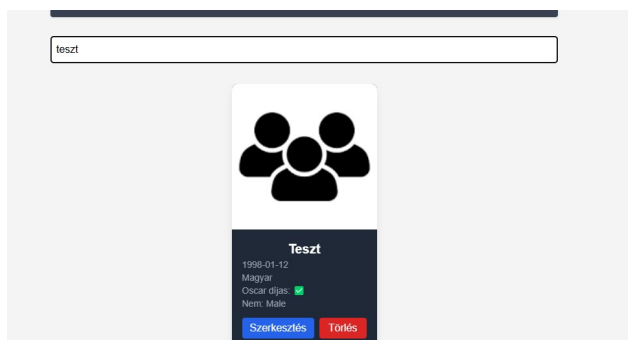 teszt
Teszt
1998-01-12
Magyar
Oscar díjas: ✅
Nem: Male
Szerkesztés Törlés